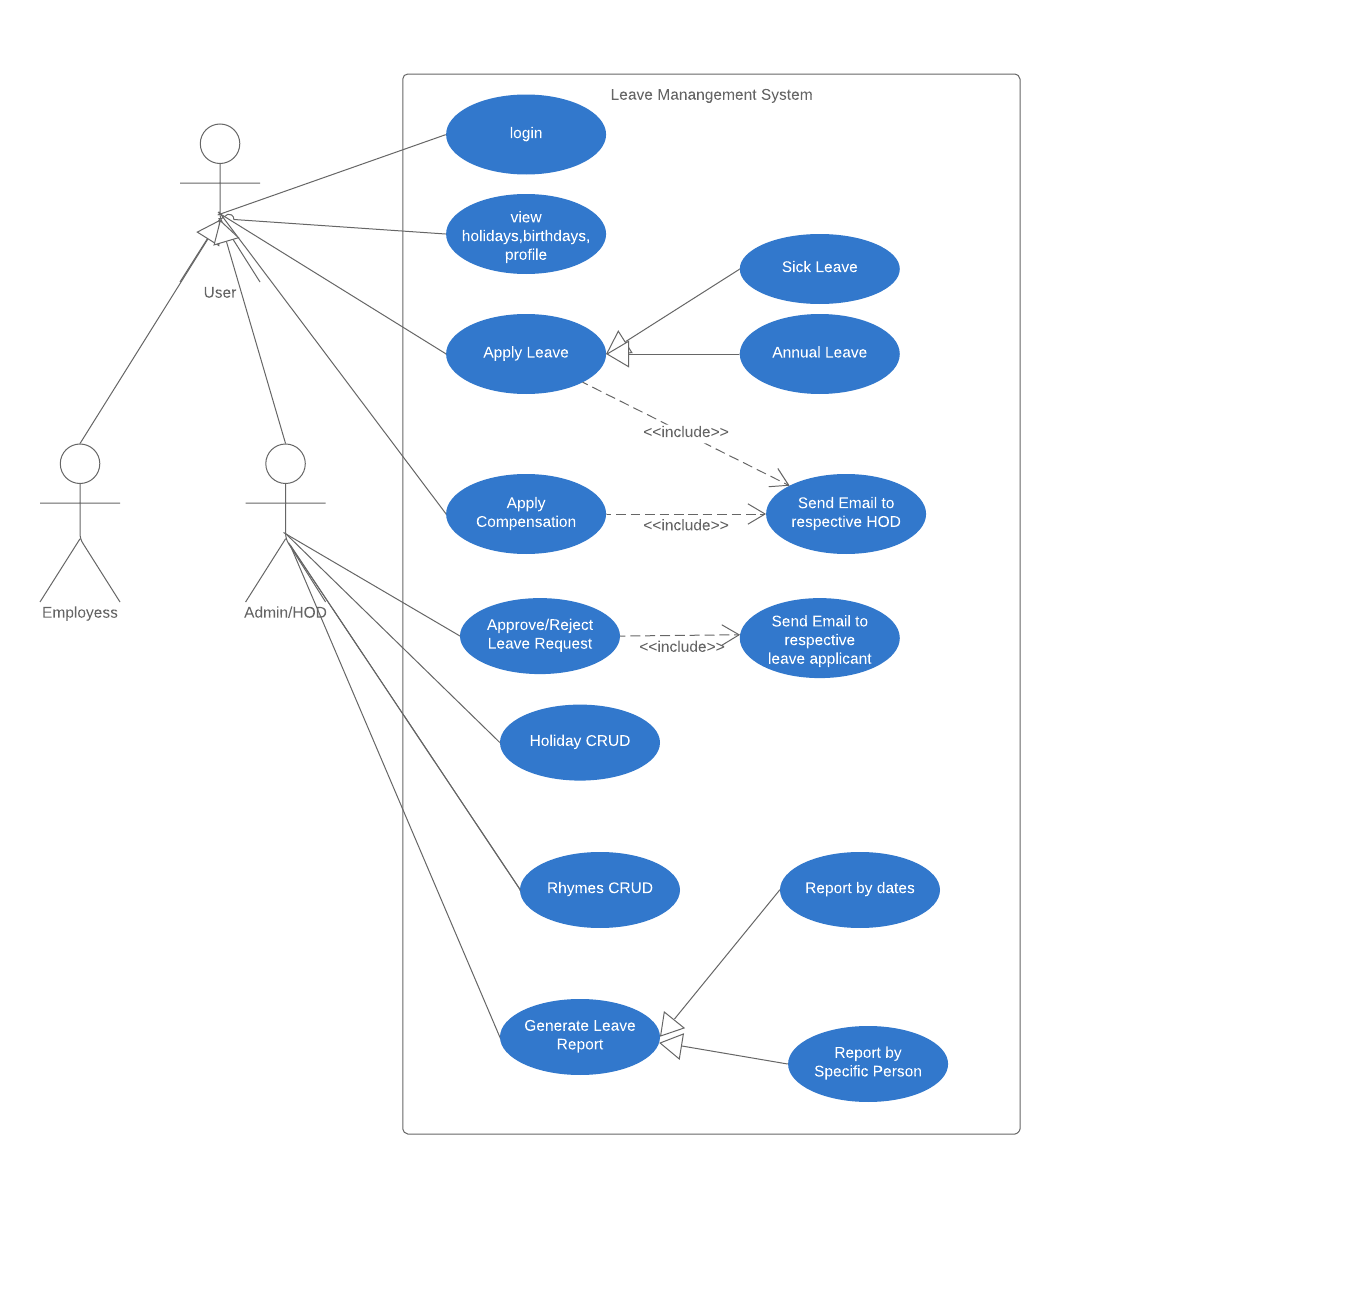 Leave Manangement System
login
view
holidays,birthdays,
profile
User
Sick Leave
Apply Leave
Annual Leave
<<include>>
Apply
Compensation
<<include>>
Send Email to
respective HOD
Employess
Admin/HOD
Approve/Reject
Leave Request
<<include>>
Send Email to
respective
leave applicant
Holiday CRUD
Rhymes CRUD
Report by dates
Generate Leave
Report
Report by
Specific Person